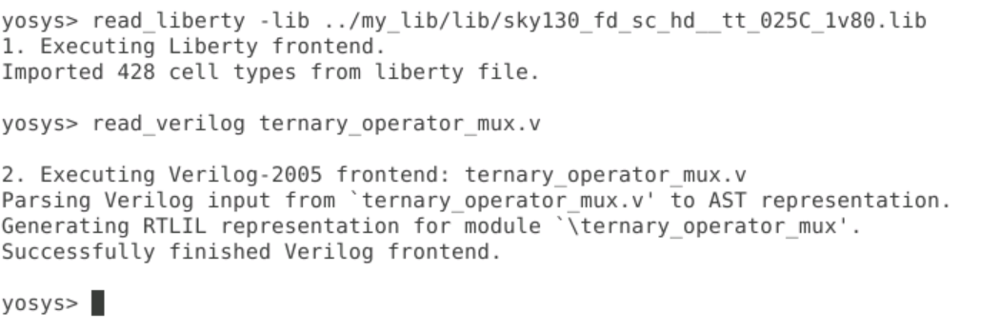 yosys> read_liberty -lib ../my_lib/lib/sky130_fd_sc_hd__tt_025C_1v80.lib
1. Executing Liberty frontend.
Imported 428 cell types from liberty file.
yosys> read_verilog ternary_operator_mux.v
2. Executing Verilog-2005 frontend: ternary_operator_mux.v
Parsing Verilog input from `ternary_operator_mux.v' to AST representation.
Generating RTLIL representation for module `\ternary_operator_mux'.
Successfully finished Verilog frontend.
yosys>